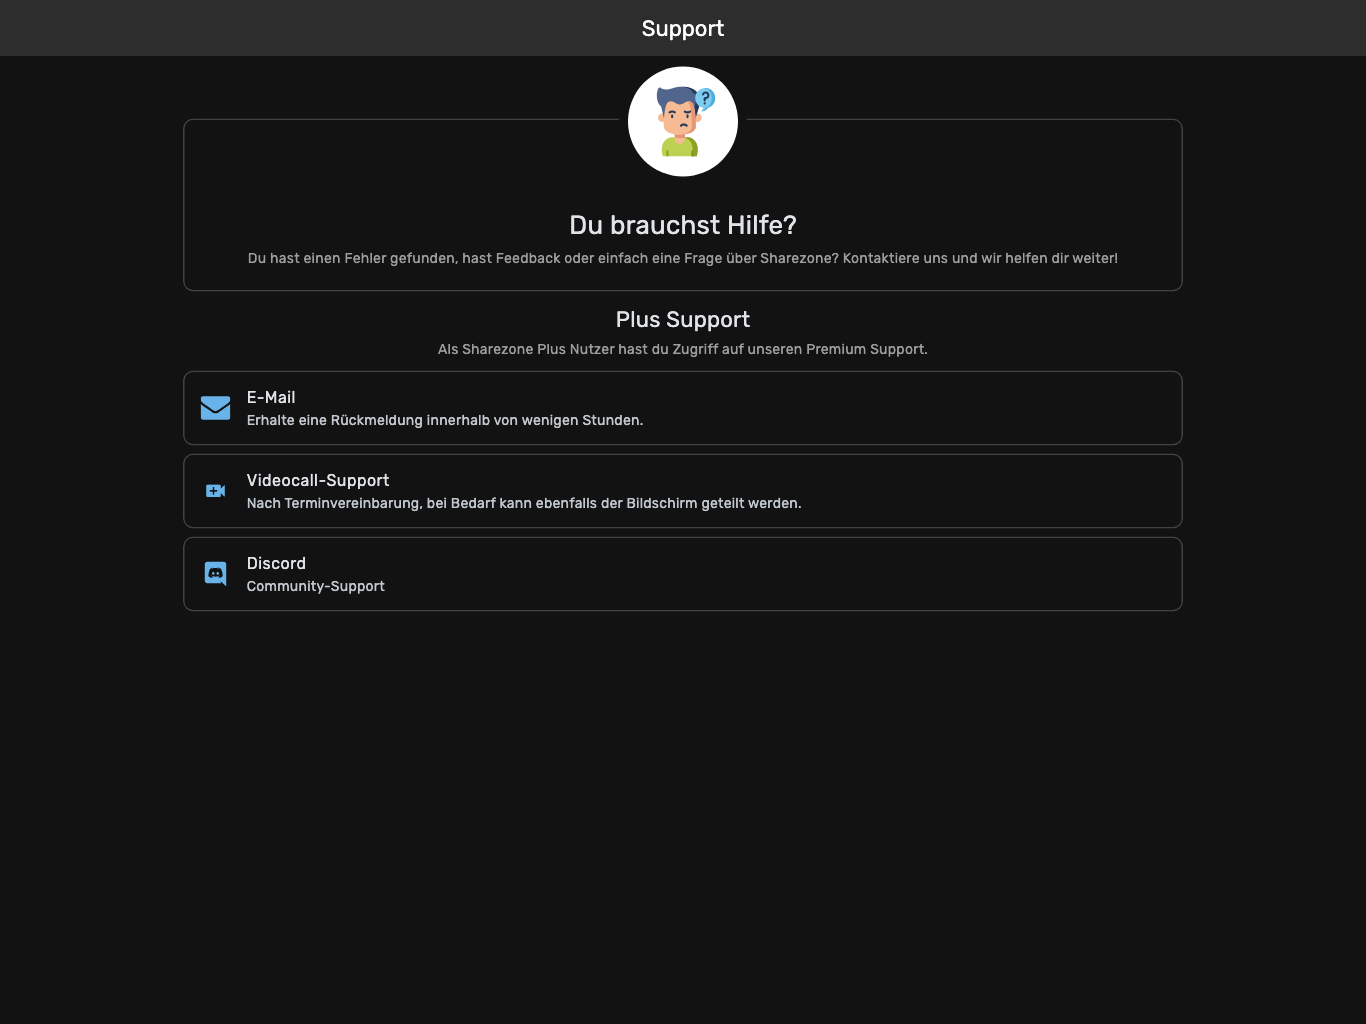 Support
?
Du brauchst Hilfe?
Du hast einen Fehler gefunden, hast Feedback oder einfach eine Frage über Sharezone? Kontaktiere uns und wir helfen dir weiter!
Plus Support
Als Sharezone Plus Nutzer hast du Zugriff auf unseren Premium Support.
E-Mail
Erhalte eine Rückmeldung innerhalb von wenigen Stunden.
Videocall-Support
Nach Terminvereinbarung, bei Bedarf kann ebenfalls der Bildschirm geteilt werden.
Discord
Community-Support